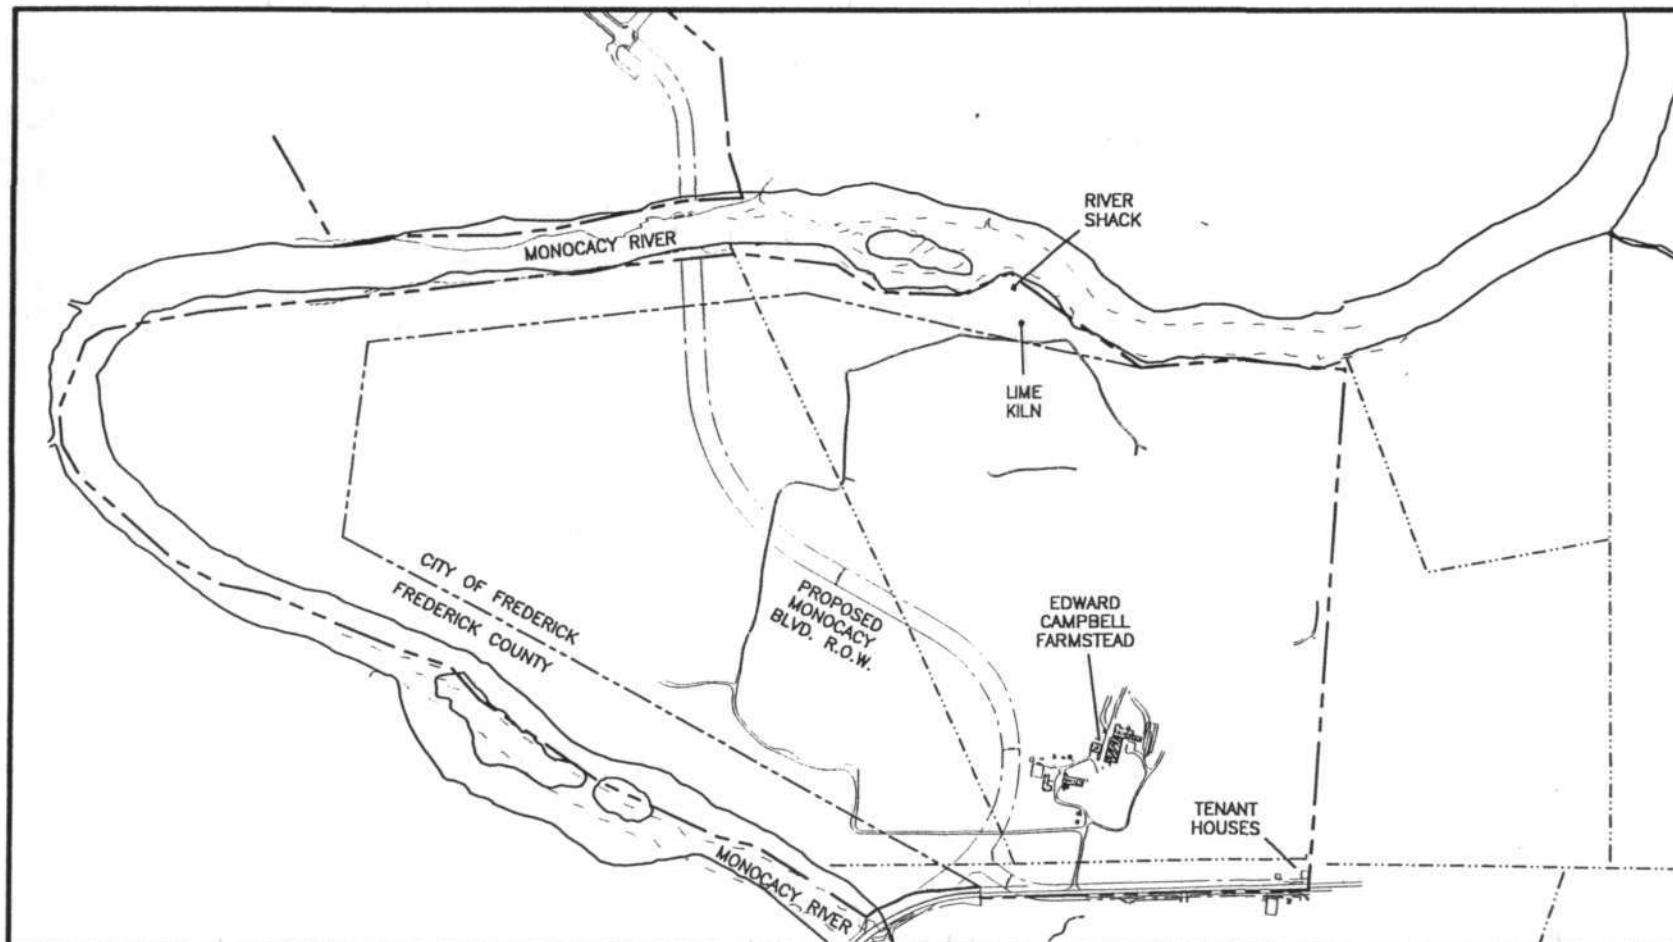 RIVER
SHACK
MONOCACY RIVER
LIME
KILN
CITY OF FREDERICK
FREDERICK COUNTY
PROPOSED
MONOCACY
BLVD. R.O.W.
EDWARD
CAMPBELL
FARMSTEAD
TENANT
HOUSES
MONOCACY RIVER